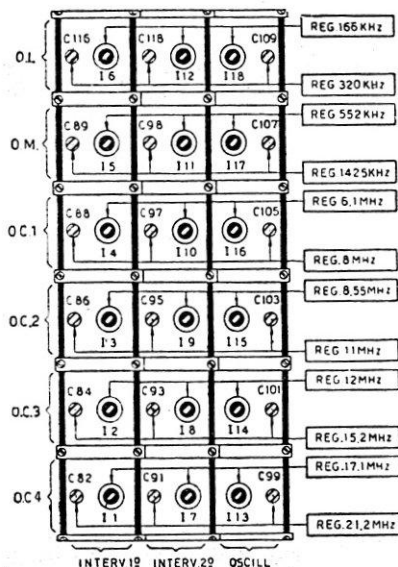 C116 C118 C109 REG.166KHz
O.L.
I6 I12 I18 REG 320KHz
C89 C98 C107 REG 552KHz
O.M.
I5 I11 I17 REG.1425KHz
C88 C97 C105 REG 6,1MHz
O.C.1
I4 I10 I16 REG.8MHz
C86 C95 C103 REG.8,55MHz
O.C.2
I3 I9 I15 REG 11MHz
C84 C93 C101 REG 12MHz
O.C.3
I2 I8 I14 REG.15,2MHz
C82 C91 C99 REG.17,1MHz
O.C4
I1 I7 I13 REG.21,2MHz
INTERV.1º INTERV.2º OSCILL